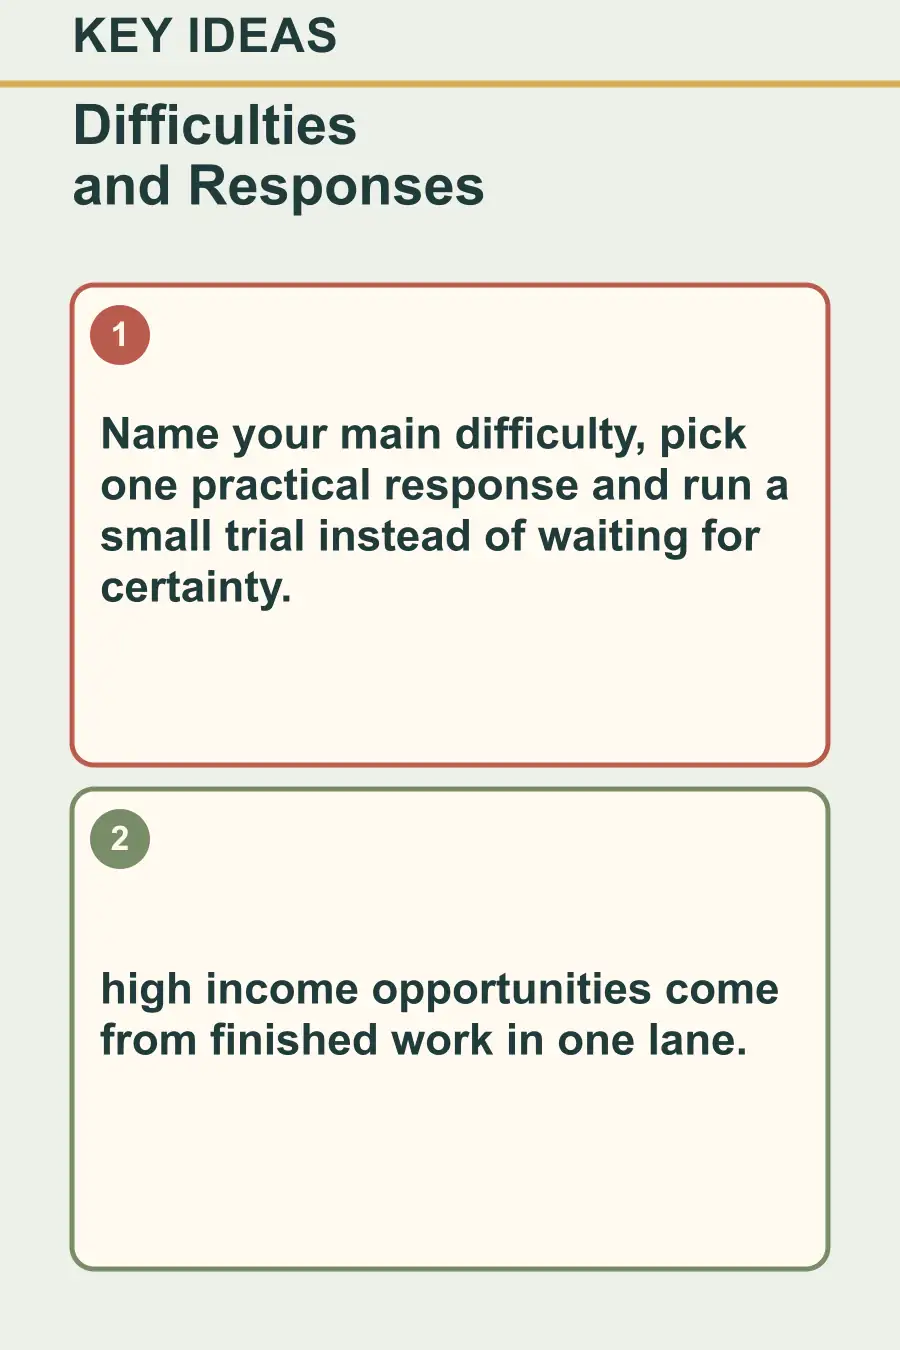 KEY IDEAS
Difficulties
and Responses
1
Name your main difficulty, pick
one practical response and run a
small trial instead of waiting for
certainty.
2
high income opportunities come
from finished work in one lane.